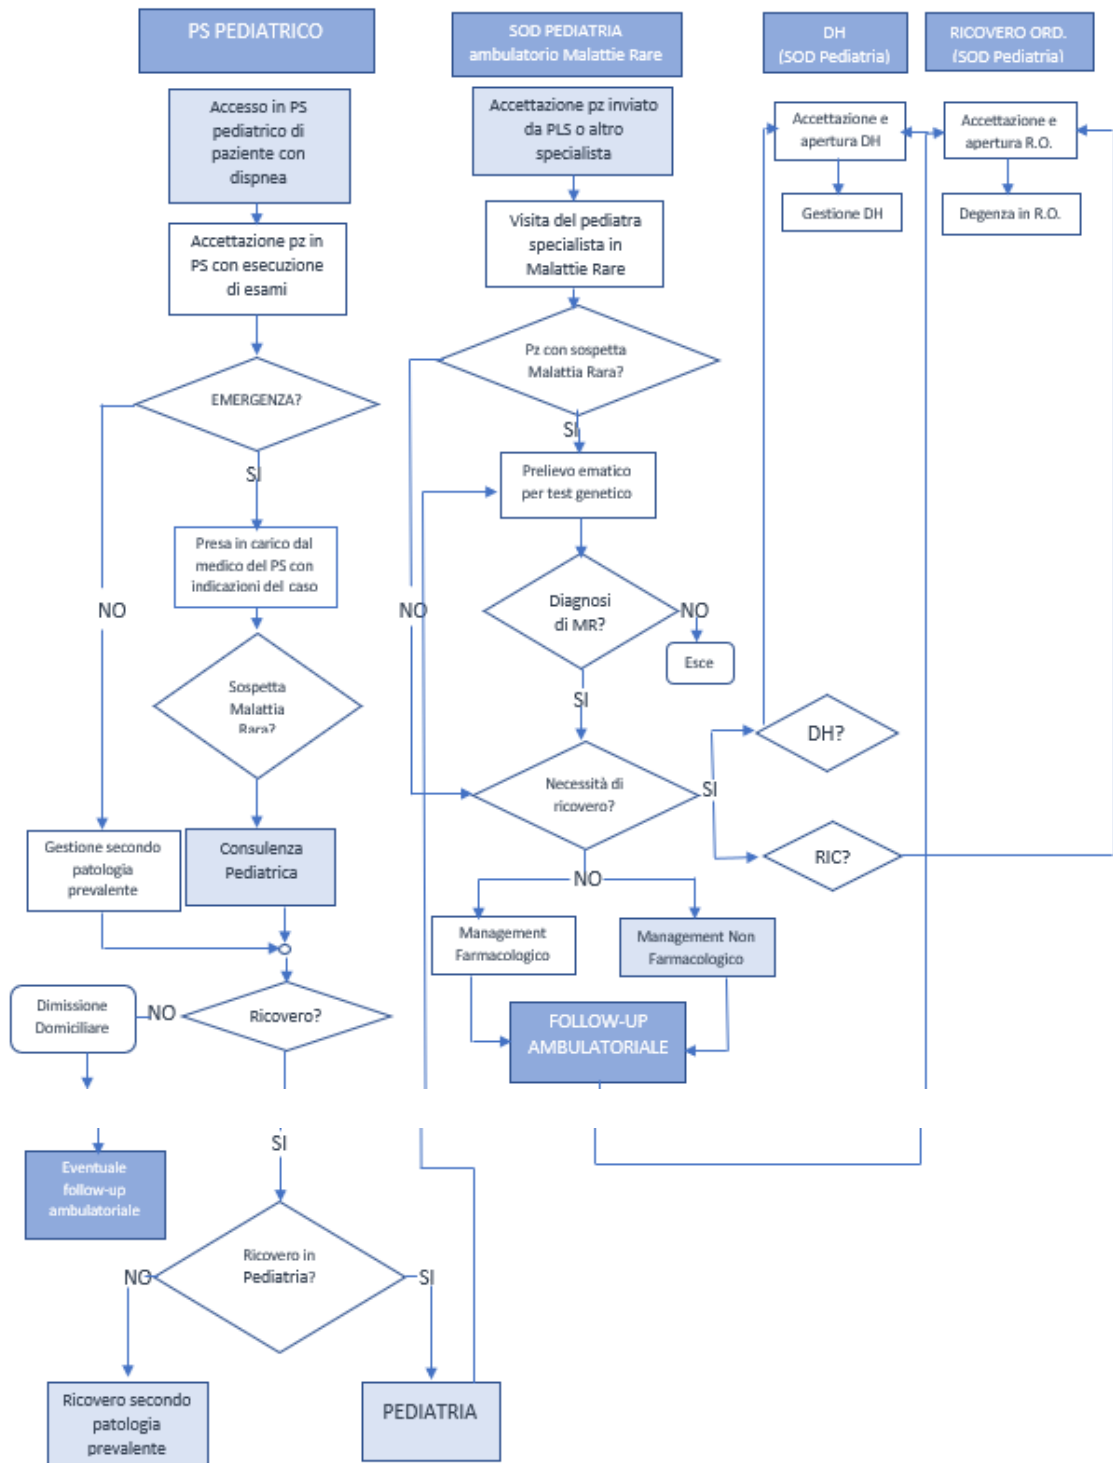 PS PEDIATRICO
Accesso in PS
pediatrico di
paziente con
dispnea
Accettazione pz in
PS con esecuzione
di esami
EMERGENZA?
SI
NO
Presa in carico dal
medico del PS con
indicazioni del caso
Sospetta
Malattia
Rara?
Gestione secondo
patologia
prevalente
Consulenza
Pediatrica
Dimissione
Domiciliare
NO
Ricovero?
SI
Eventuale
follow-up
ambulatoriale
Ricovero in
Pediatria?
NO
SI
Ricovero secondo
patologia
prevalente
PEDIATRIA
SOD PEDIATRIA
ambulatorio Malattie Rare
Accettazione pz inviato
da PLS o altro
specialista
Visita del pediatra
specialista in
Malattie Rare
Pz con sospetta
Malattia Rara?
SI
NO
Prelievo ematico
per test genetico
Diagnosi
di MR?
NO
Esce
SI
Necessità di
ricovero?
SI
NO
Management
Farmacologico
Management Non
Farmacologico
FOLLOW-UP
AMBULATORIALE
DH
(SOD Pediatria)
Accettazione e
apertura DH
Gestione DH
DH?
RIC?
RICOVERO ORD.
(SOD Pediatria)
Accettazione e
apertura R.O.
Degenza in R.O.